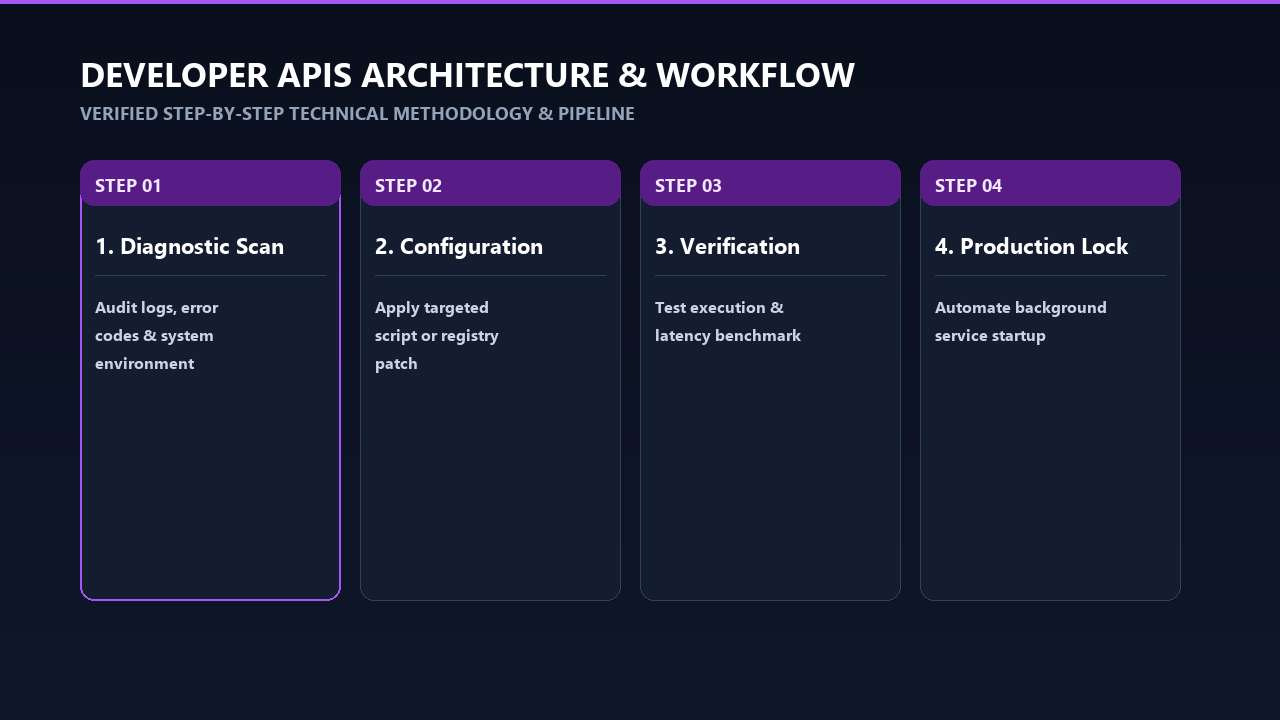 DEVELOPER APIS ARCHITECTURE & WORKFLOW
VERIFIED STEP-BY-STEP TECHNICAL METHODOLOGY & PIPELINE
STEP 01
1. Diagnostic Scan
Audit logs, error
codes & system
environment
STEP 02
2. Configuration
Apply targeted
script or registry
patch
STEP 03
3. Verification
Test execution &
latency benchmark
STEP 04
4. Production Lock
Automate background
service startup